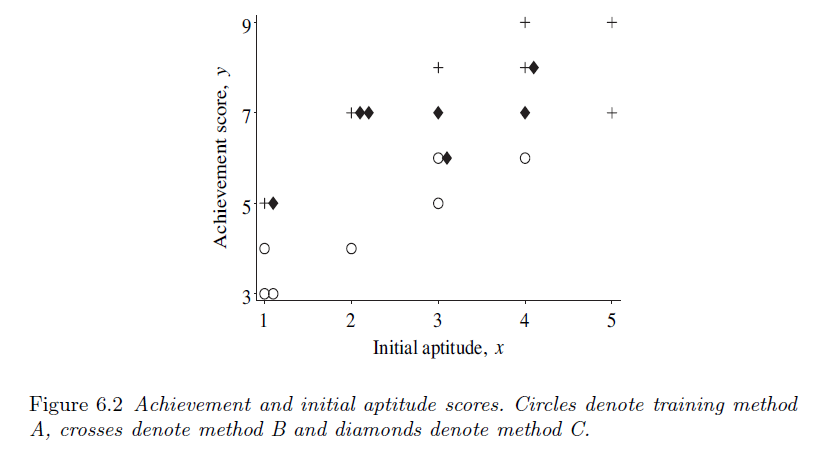 9
7
5
3
Achievement score, y
1 2 3 4 5
Initial aptitude, x
Figure 6.2 Achievement and initial aptitude scores. Circles denote training method
A, crosses denote method B and diamonds denote method C.